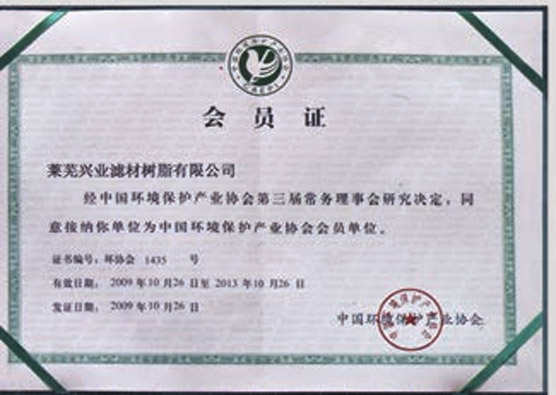 会员证
莱芜兴业滤材树脂有限公司
经中国环境保护产业协会第三届常务理事会研究决定，同
意接纳你单位为中国环境保护产业协会会员单位。
证书编号：环协会 1435 号
有效日期：2009 年 10 月 26 日至 2013 年 10 月 26 日
发证日期：2009 年 10 月 26 日
中国环境保护产业协会